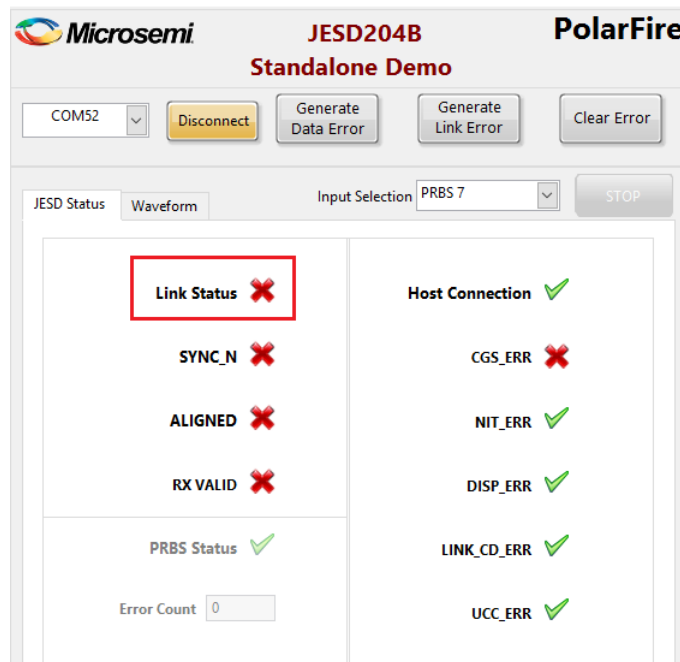 Microsemi.
JESD204B
Standalone Demo
PolarFire
COM52
Disconnect
Generate
Data Error
Generate
Link Error
Clear Error
JESD Status
Waveform
Input Selection
PRBS 7
STOP
Link Status
SYNC_N
ALIGNED
RX VALID
PRBS Status
Error Count
0
Host Connection
CGS_ERR
NIT_ERR
DISP_ERR
LINK_CD_ERR
UCC_ERR